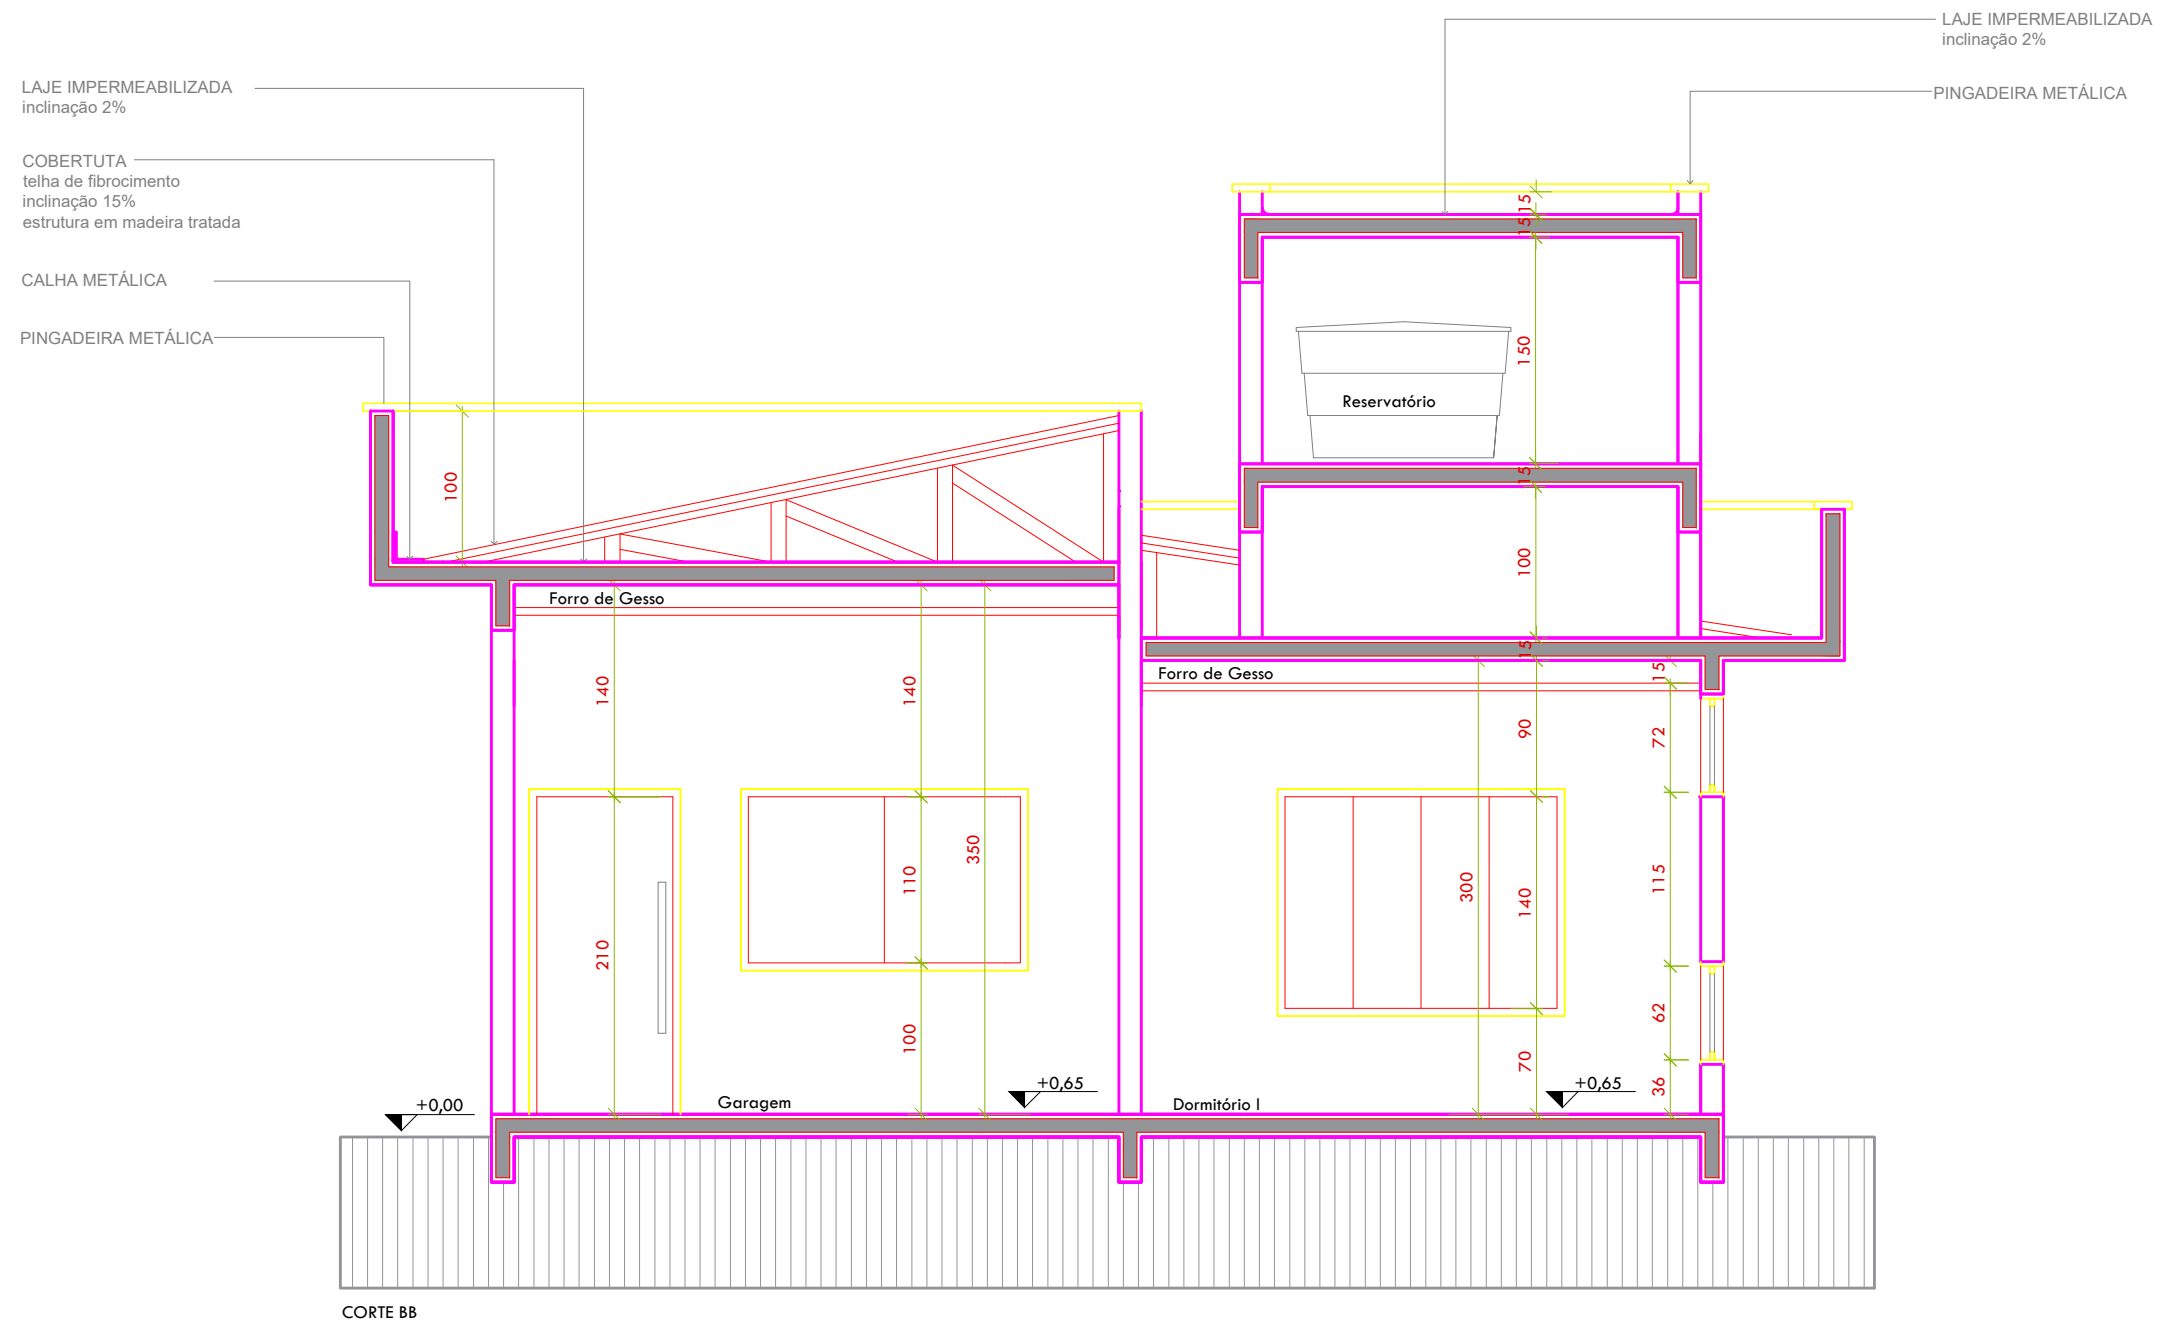 LAJE IMPERMEABILIZADA
inclinação 2%
PINGADEIRA METÁLICA
LAJE IMPERMEABILIZADA
inclinação 2%
COBERTUTA
telha de fibrocimento
inclinação 15%
estrutura em madeira tratada
CALHA METÁLICA
PINGADEIRA METÁLICA
15
15
150
Reservatório
15
100
100
15
Forro de Gesso
Forro de Gesso
15
140
140
90
72
350
110
300
140
115
210
100
70
62
36
+0,00
+0,65
+0,65
Garagem
Dormitório I
CORTE BB